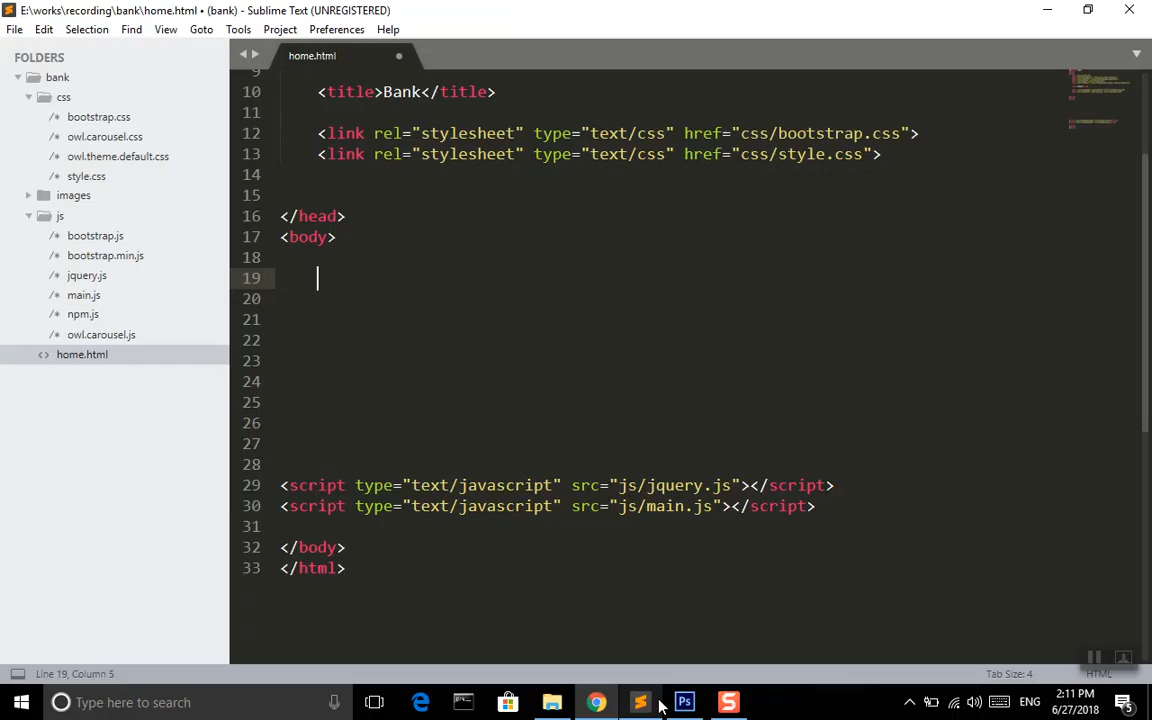 E:\works\recording\bank\home.html • (bank) - Sublime Text (UNREGISTERED)
File Edit Selection Find View Goto Tools Project Preferences Help
FOLDERS
bank
css
/* bootstrap.css
/* owl.carousel.css
/* owl.theme.default.css
/* style.css
images
js
/* bootstrap.js
/* bootstrap.min.js
/* jquery.js
/* main.js
/* npm.js
/* owl.carousel.js
<> home.html
home.html
9
10 <title>Bank</title>
11
12 <link rel="stylesheet" type="text/css" href="css/bootstrap.css">
13 <link rel="stylesheet" type="text/css" href="css/style.css">
14
15
16 </head>
17 <body>
18
19
20
21
22
23
24
25
26
27
28
29 <script type="text/javascript" src="js/jquery.js"></script>
30 <script type="text/javascript" src="js/main.js"></script>
31
32 </body>
33 </html>
Line 19, Column 5
Tab Size: 4
HTML
Type here to search
Ps
S
ENG
2:11 PM
6/27/2018
5